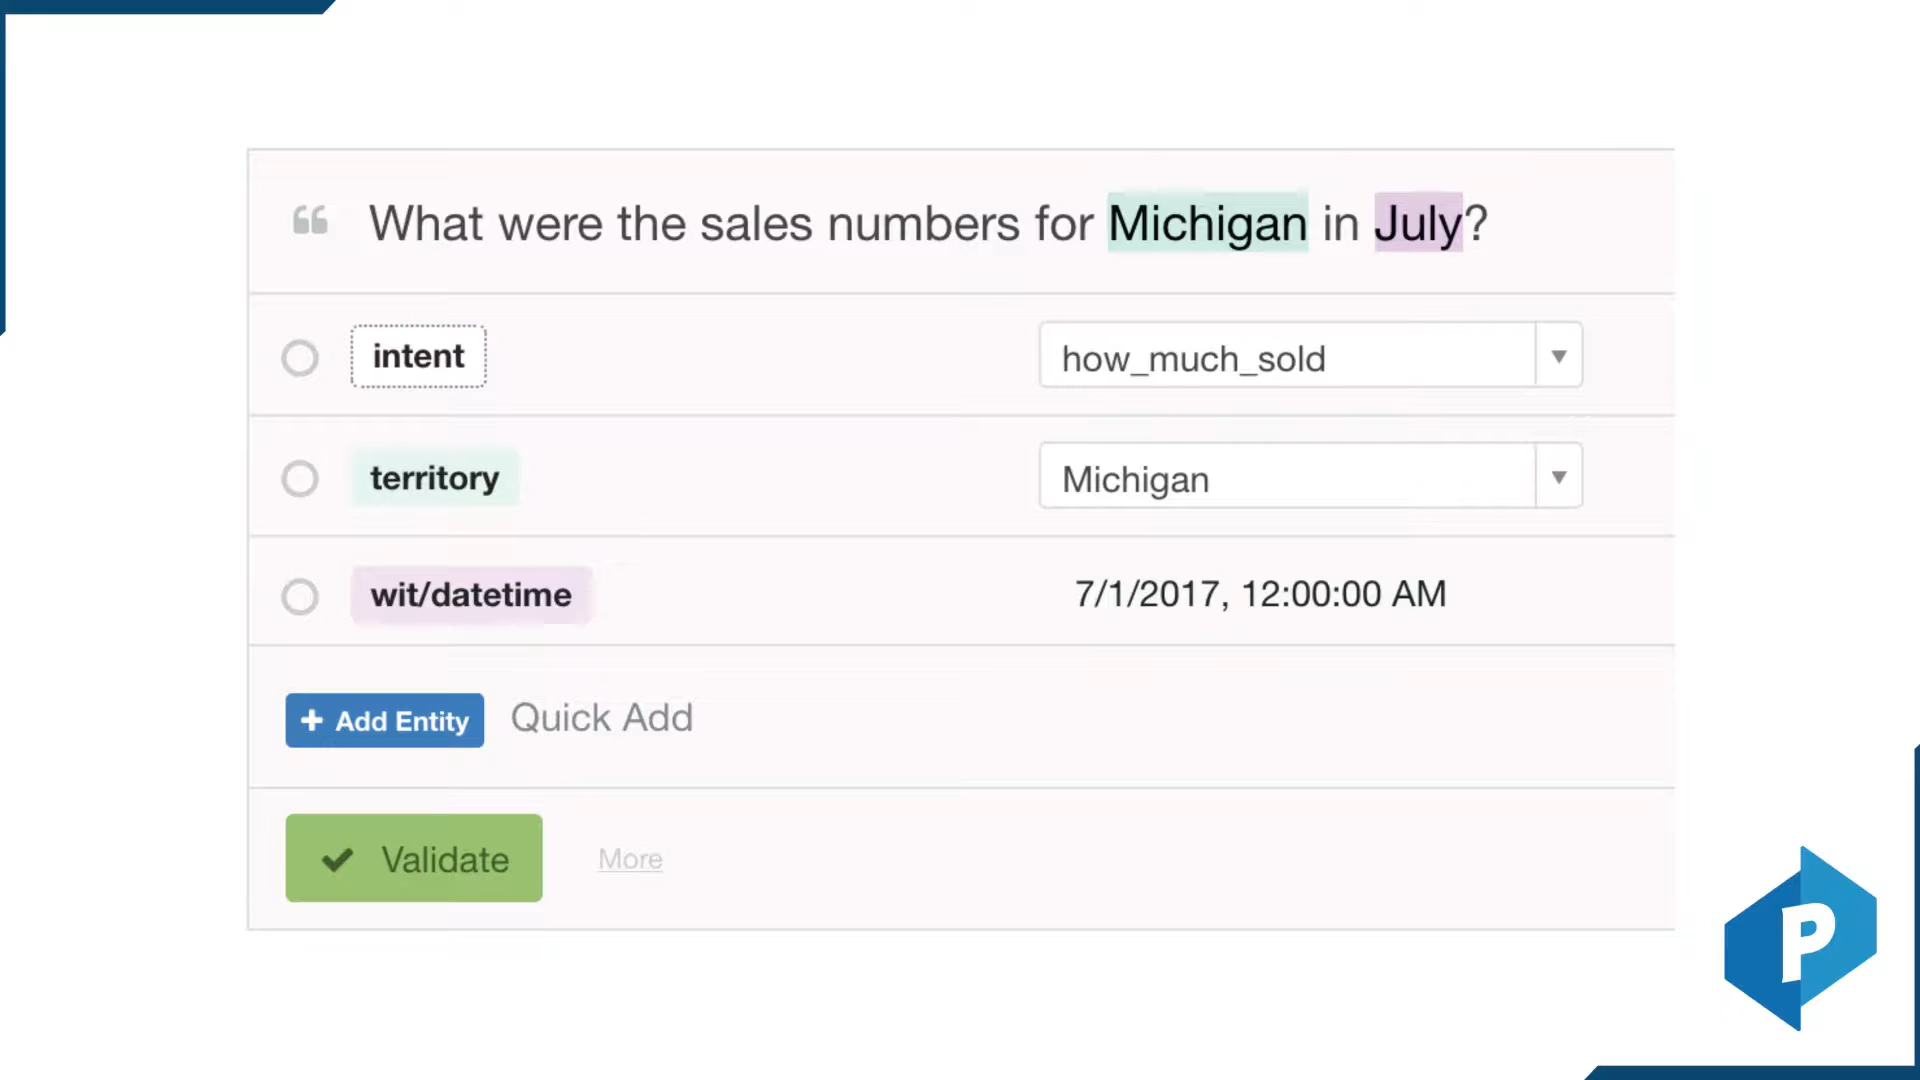 “ What were the sales numbers for Michigan in July?
intent how_much_sold
territory Michigan
wit/datetime 7/1/2017, 12:00:00 AM
+ Add Entity Quick Add
Validate More
P